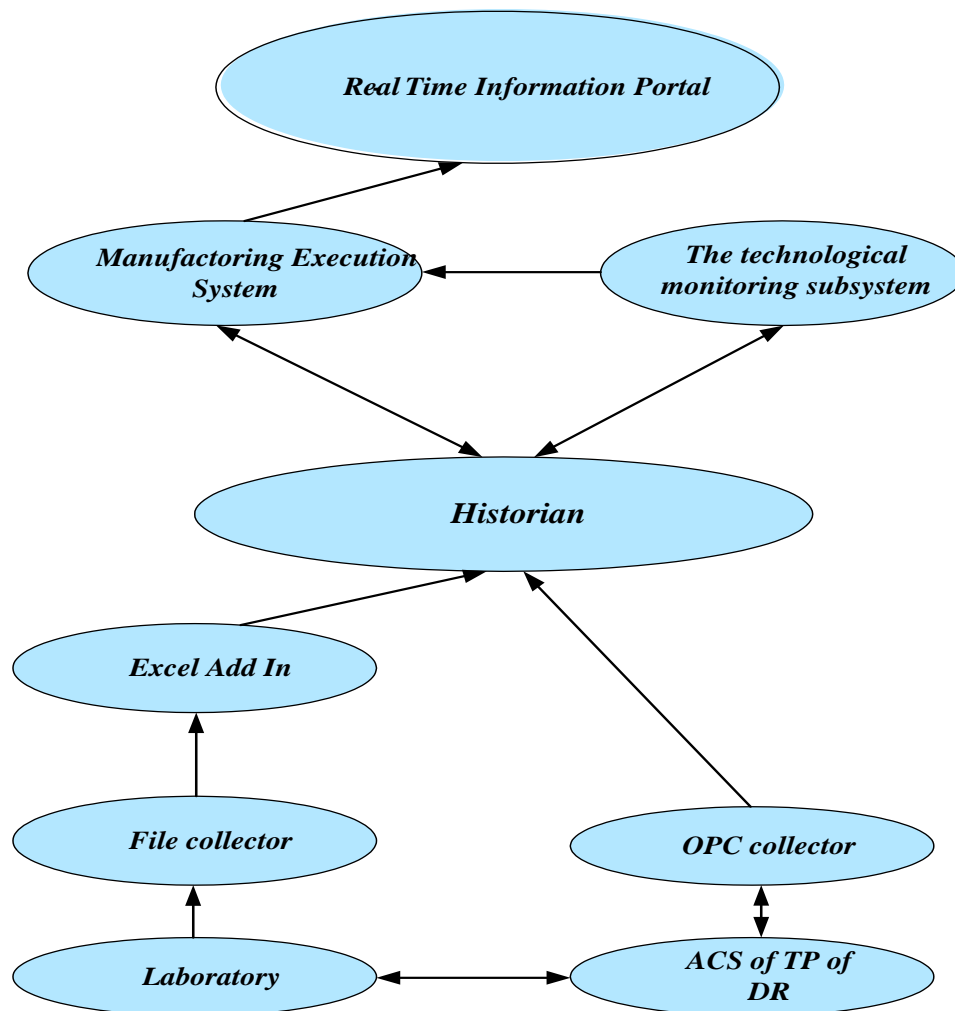 Real Time Information Portal
Manufactoring Execution
System
The technological
monitoring subsystem
Historian
Excel Add In
File collector
OPC collector
Laboratory
ACS of TP of
DR